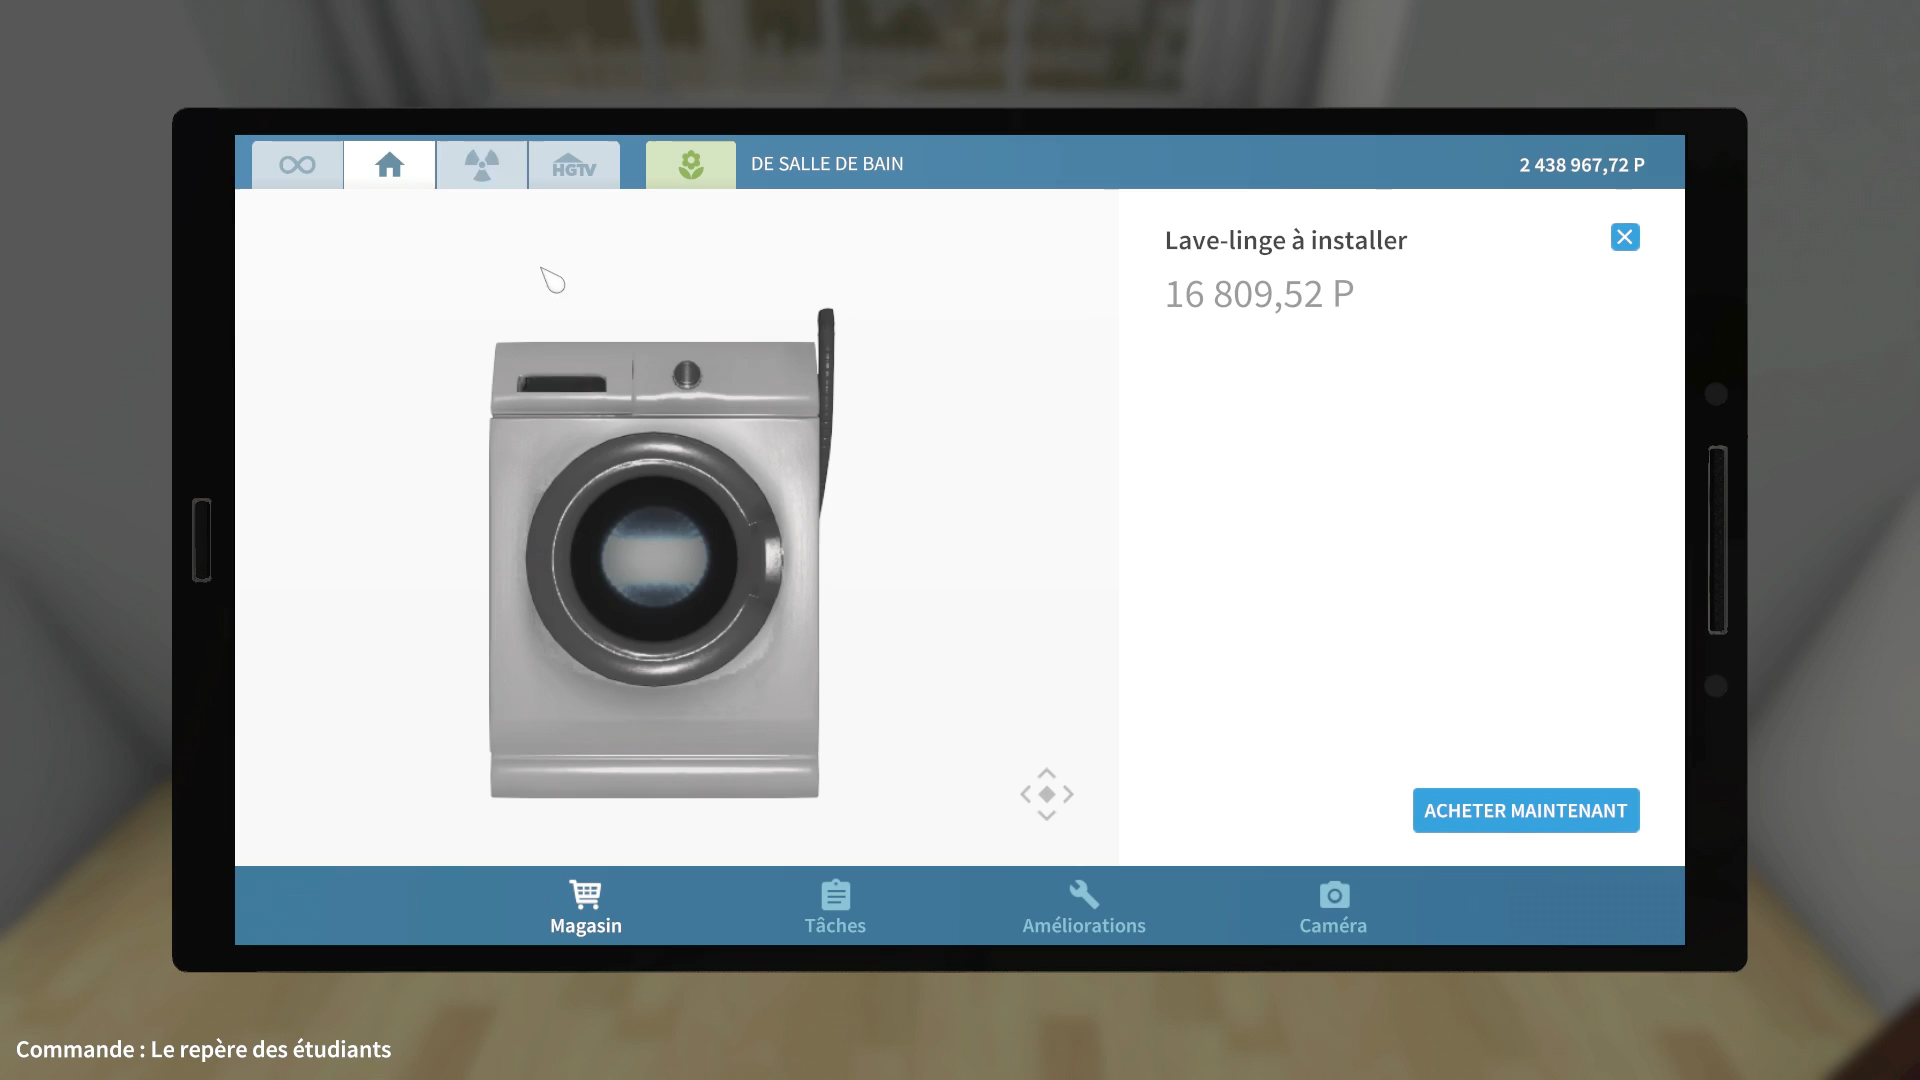 HGTV
DE SALLE DE BAIN
2 438 967,72 P
Lave-linge à installer
16 809,52 P
ACHETER MAINTENANT
Magasin
Tâches
Améliorations
Caméra
Commande : Le repère des étudiants